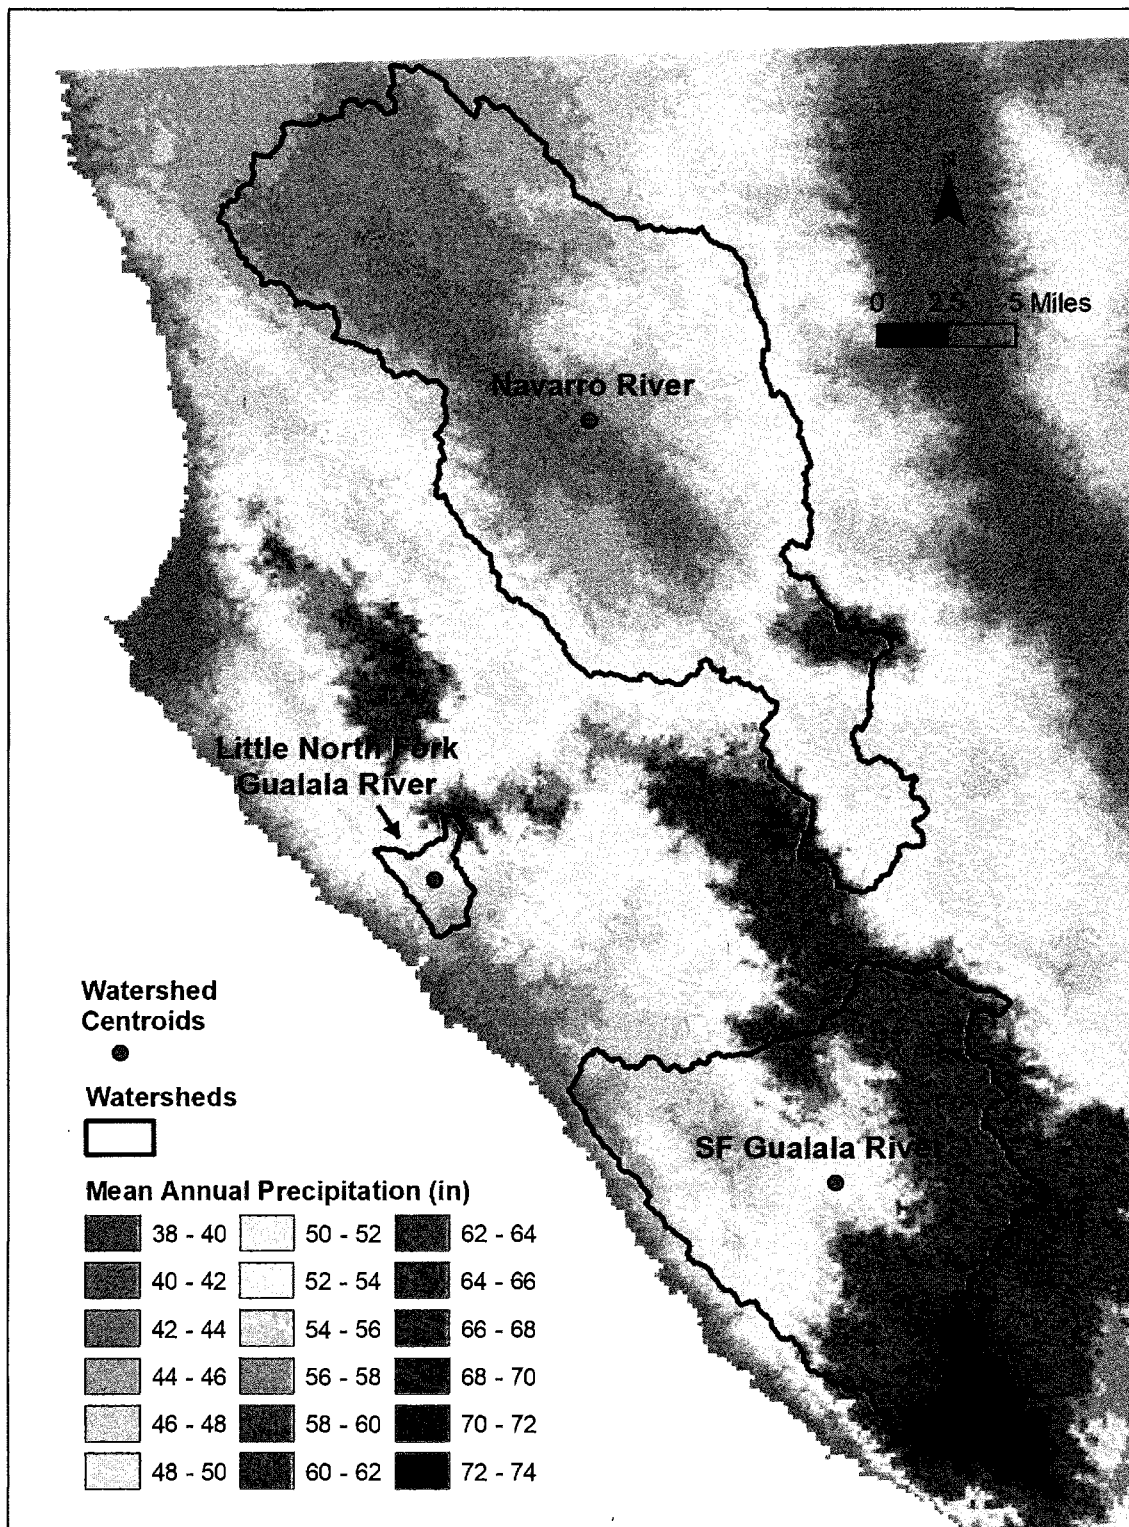 0 2.5 5 Miles
Navarro River
Little North Fork
Gualala River
SF Gualala River
Watershed
Centroids
Watersheds
Mean Annual Precipitation (in)
38 - 40 50 - 52 62 - 64
40 - 42 52 - 54 64 - 66
42 - 44 54 - 56 66 - 68
44 - 46 56 - 58 68 - 70
46 - 48 58 - 60 70 - 72
48 - 50 60 - 62 72 - 74